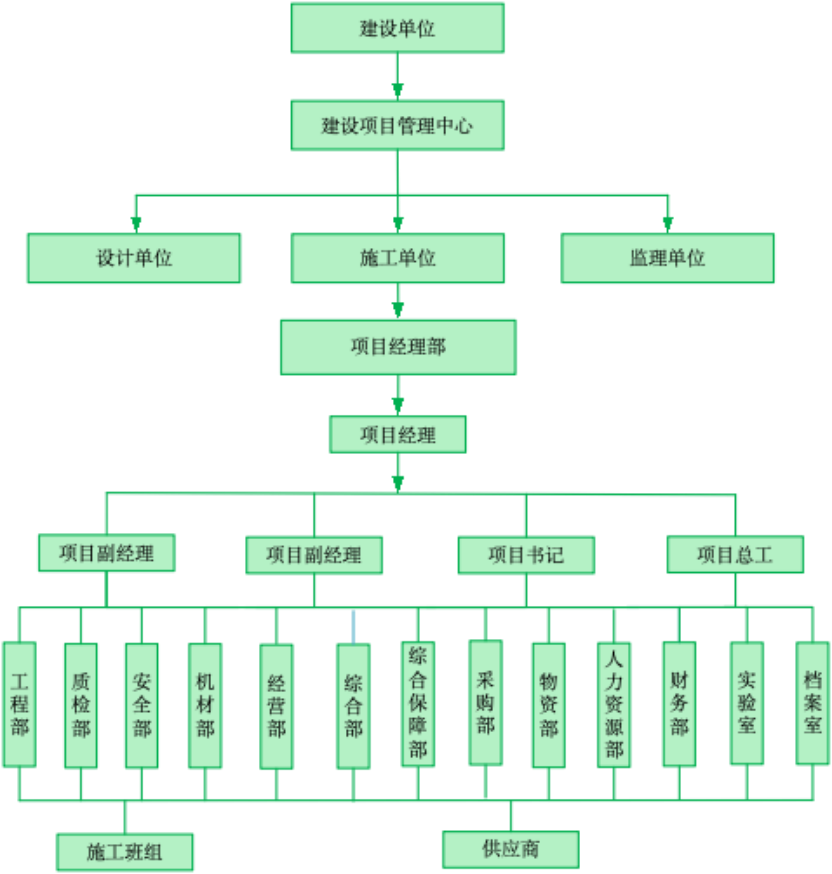 建设单位
建设项目管理中心
设计单位
施工单位
监理单位
项目经理部
项目经理
项目副经理
项目副经理
项目书记
项目总工
工程部
质检部
安全部
机材部
经营部
综合部
综合保障部
采购部
物资部
人力资源部
财务部
实验室
档案室
施工班组
供应商